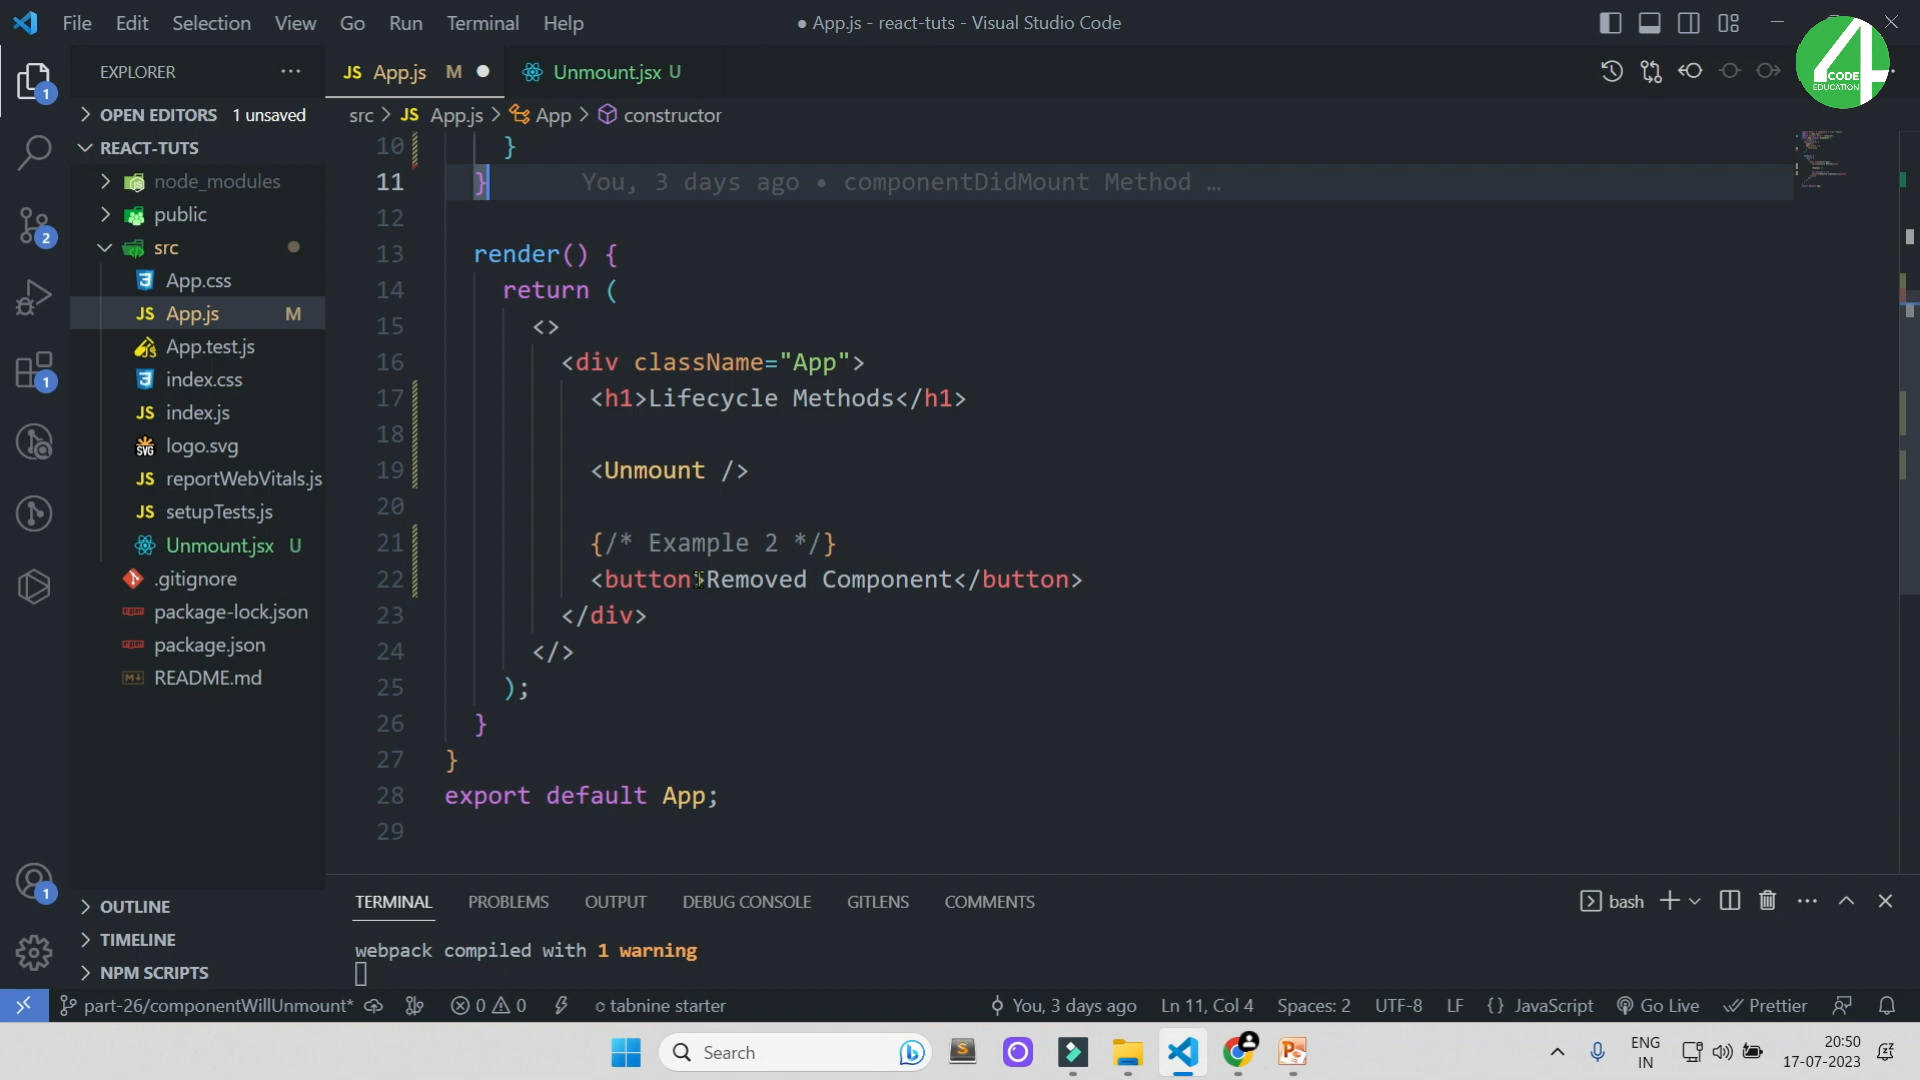 File Edit Selection View Go Run Terminal Help
● App.js - react-tuts - Visual Studio Code
4 CODE EDUCATION
EXPLORER ...
JS App.js M ●
Unmount.jsx U
OPEN EDITORS 1 unsaved
src > JS App.js > App > constructor
REACT-TUTS
node_modules
public
src
App.css
JS App.js M
App.test.js
index.css
JS index.js
SVG logo.svg
JS reportWebVitals.js
JS setupTests.js
Unmount.jsx U
.gitignore
package-lock.json
package.json
README.md
10 }
11 } You, 3 days ago • componentDidMount Method …
12
13 render() {
14 return (
15 <>
16 <div className="App">
17 <h1>Lifecycle Methods</h1>
18
19 <Unmount />
20
21 {/* Example 2 */}
22 <button>Removed Component</button>
23 </div>
24 </>
25 );
26 }
27 }
28 export default App;
29
OUTLINE
TIMELINE
NPM SCRIPTS
TERMINAL PROBLEMS OUTPUT DEBUG CONSOLE GITLENS COMMENTS
bash
webpack compiled with 1 warning
part-26/componentWillUnmount* 0 0 tabnine starter
You, 3 days ago Ln 11, Col 4 Spaces: 2 UTF-8 LF {} JavaScript Go Live Prettier
Search
ENG
IN
20:50
17-07-2023